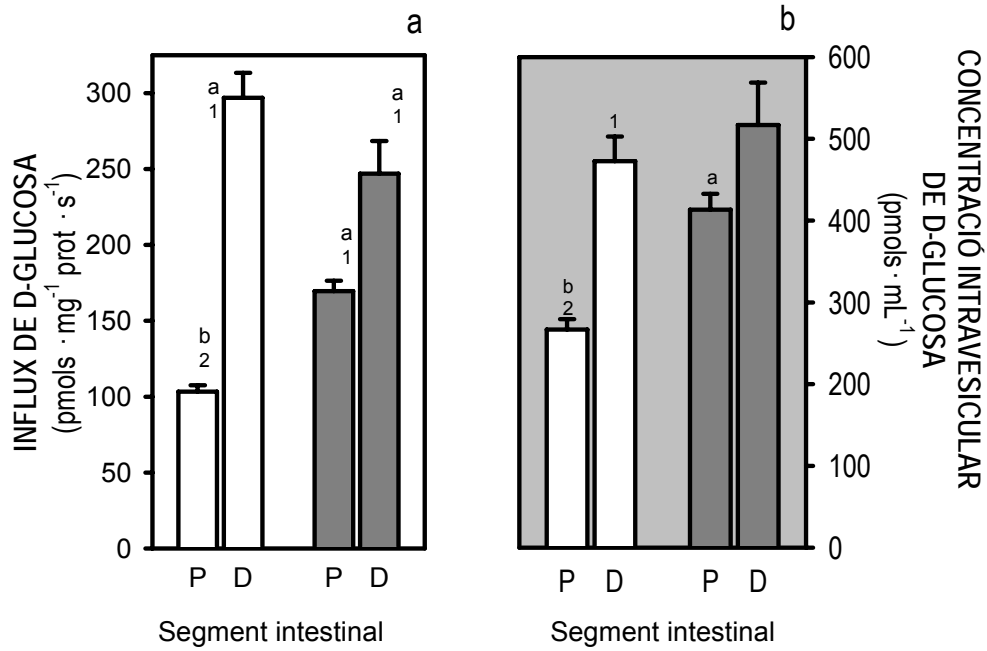 a
INFLUX DE D-GLUCOSA
(pmols · mg⁻¹ prot · s⁻¹)
300
250
200
150
100
50
0
b
2
a
1
a
1
a
1
P D P D
Segment intestinal
b
b
2
1
a
P D P D
Segment intestinal
600
500
400
300
200
100
0
CONCENTRACIÓ INTRAVESICULAR
DE D-GLUCOSA
(pmols · mL⁻¹)